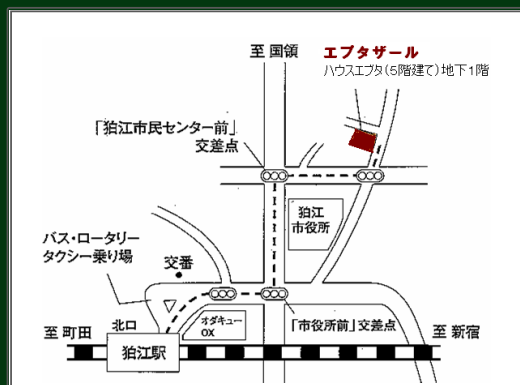 至 国領
エプタザール
ハウスエプタ(5階建て)地下1階
「狛江市民センター前」
交差点
狛江
市役所
バス・ロータリー
タクシー乗り場
交番
至 町田
北口
オダキュー
OX
「市役所前」交差点
至 新宿
狛江駅